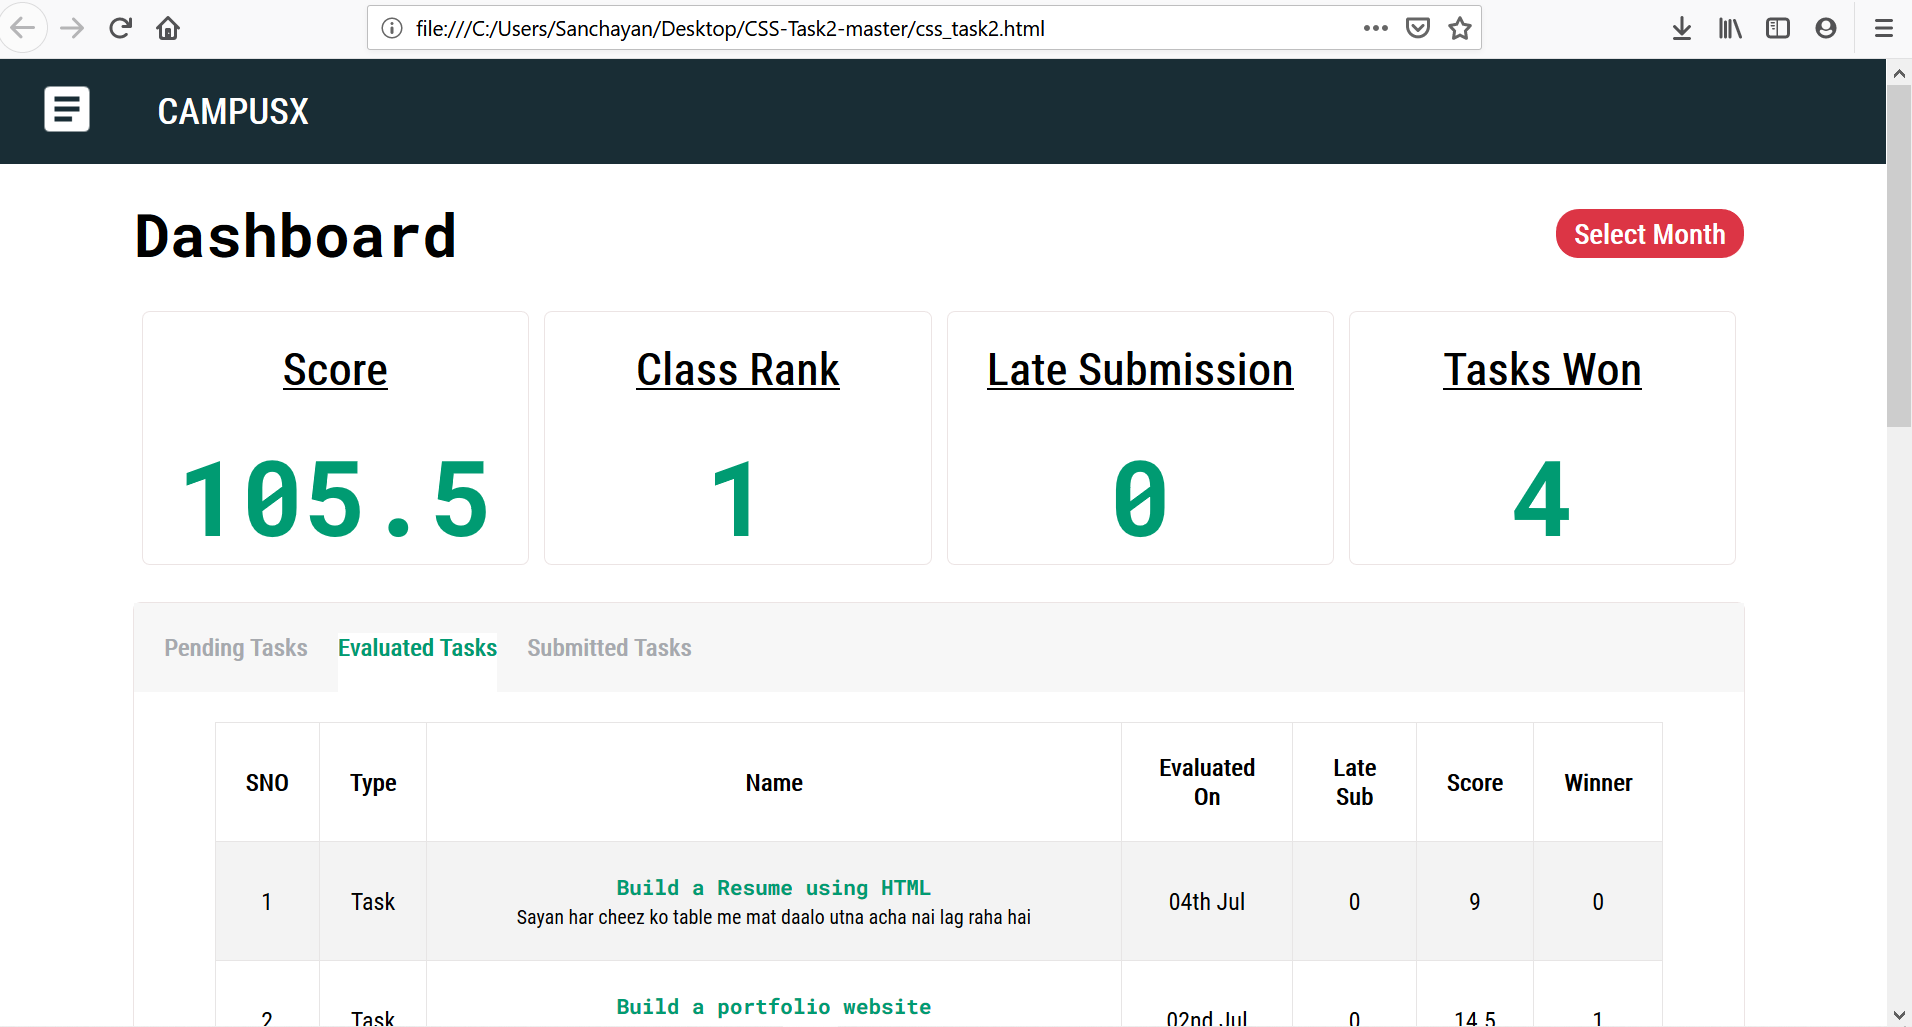 file:///C:/Users/Sanchayan/Desktop/CSS-Task2-master/css_task2.html
CAMPUSX
Dashboard
Select Month
Score
Class Rank
Late Submission
Tasks Won
105.5
1
0
4
Pending Tasks
Evaluated Tasks
Submitted Tasks
SNO
Type
Name
Evaluated
On
Late
Sub
Score
Winner
1
Task
Build a Resume using HTML
Sayan har cheez ko table me mat daalo utna acha nai lag raha hai
04th Jul
0
9
0
2
Task
Build a portfolio website
02nd Jul
0
14.5
1